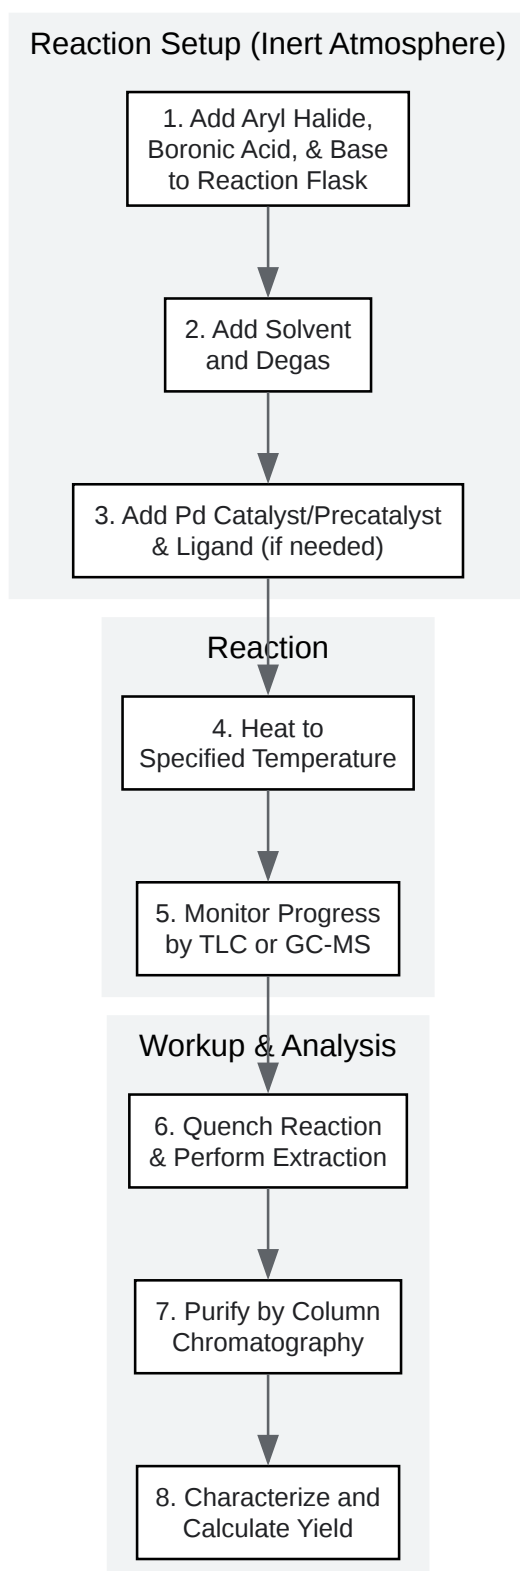 Reaction Setup (Inert Atmosphere)
1. Add Aryl Halide,
Boronic Acid, & Base
to Reaction Flask
2. Add Solvent
and Degas
3. Add Pd Catalyst/Precatalyst
& Ligand (if needed)
Reaction
4. Heat to
Specified Temperature
5. Monitor Progress
by TLC or GC-MS
Workup & Analysis
6. Quench Reaction
& Perform Extraction
7. Purify by Column
Chromatography
8. Characterize and
Calculate Yield